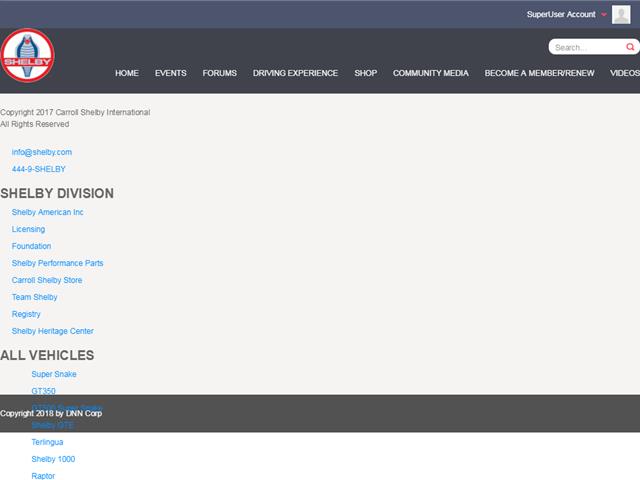 SuperUser Account
SHELBY
Search...
HOME EVENTS FORUMS DRIVING EXPERIENCE SHOP COMMUNITY MEDIA BECOME A MEMBER/RENEW VIDEOS
Copyright 2017 Carroll Shelby International
All Rights Reserved
info@shelby.com
444-9-SHELBY
SHELBY DIVISION
Shelby American Inc
Licensing
Foundation
Shelby Performance Parts
Carroll Shelby Store
Team Shelby
Registry
Shelby Heritage Center
ALL VEHICLES
Super Snake
GT350
Copyright 2018 by DNN Corp
Shelby GTE
Terlingua
Shelby 1000
Raptor